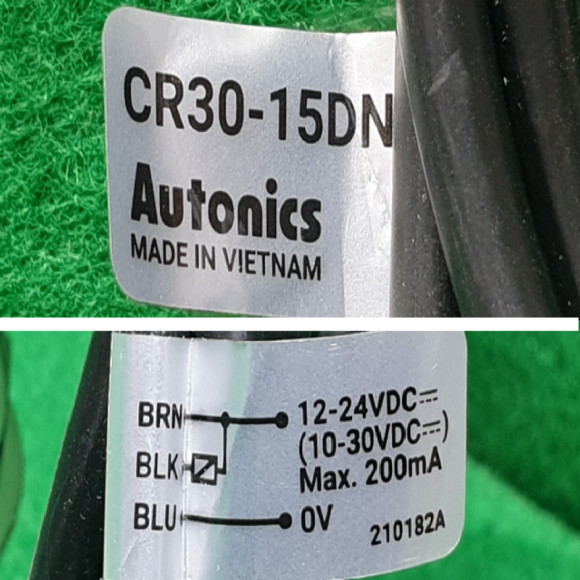 CR30-15DN
Autonics
MADE IN VIETNAM
BRN 12-24VDC⎓
(10-30VDC⎓)
BLK Max. 200mA
BLU 0V
210182A